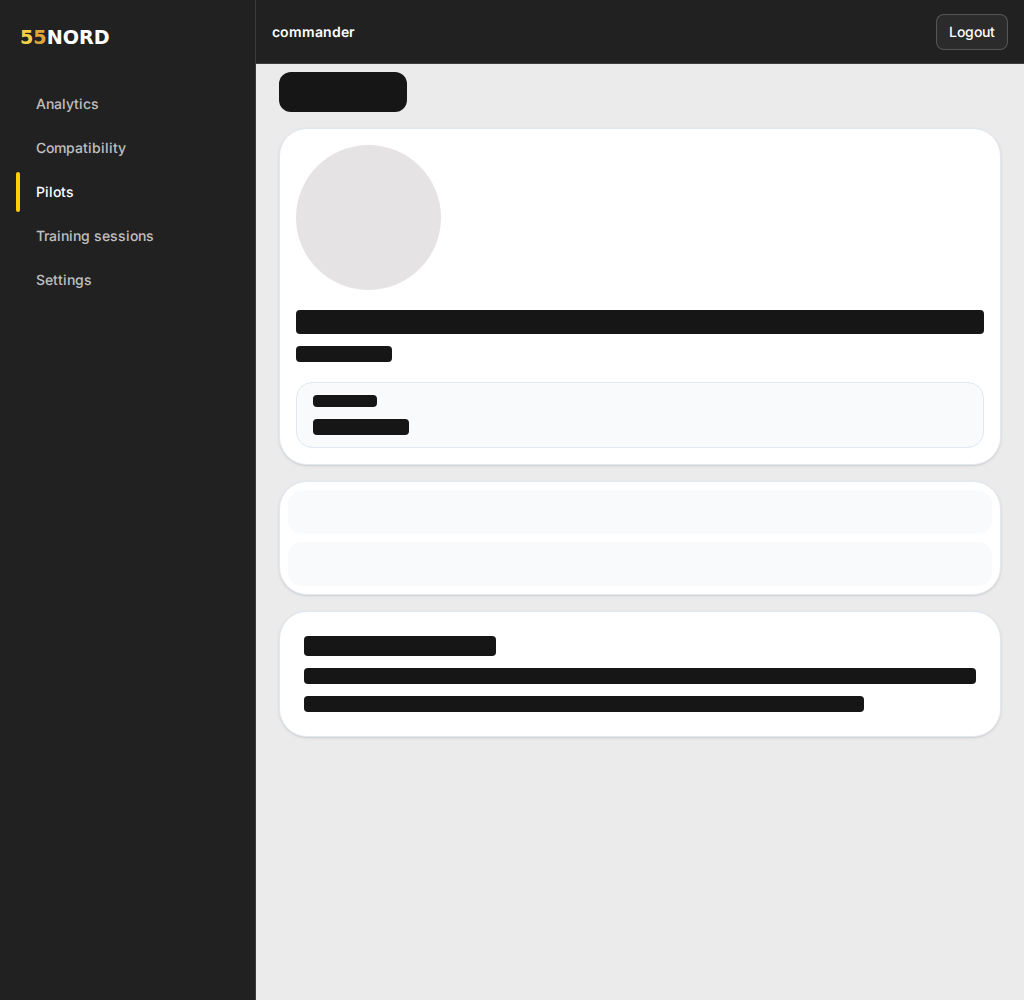 55NORD
commander
Logout
Analytics
Compatibility
Pilots
Training sessions
Settings